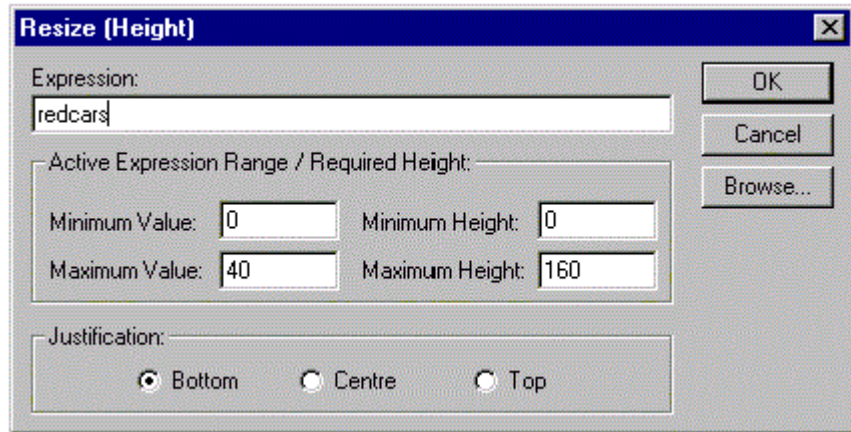 Resize (Height)
Expression:
OK
redcars
Cancel
Active Expression Range / Required Height:
Browse...
Minimum Value: 0 Minimum Height: 0
Maximum Value: 40 Maximum Height: 160
Justification:
Bottom Centre Top